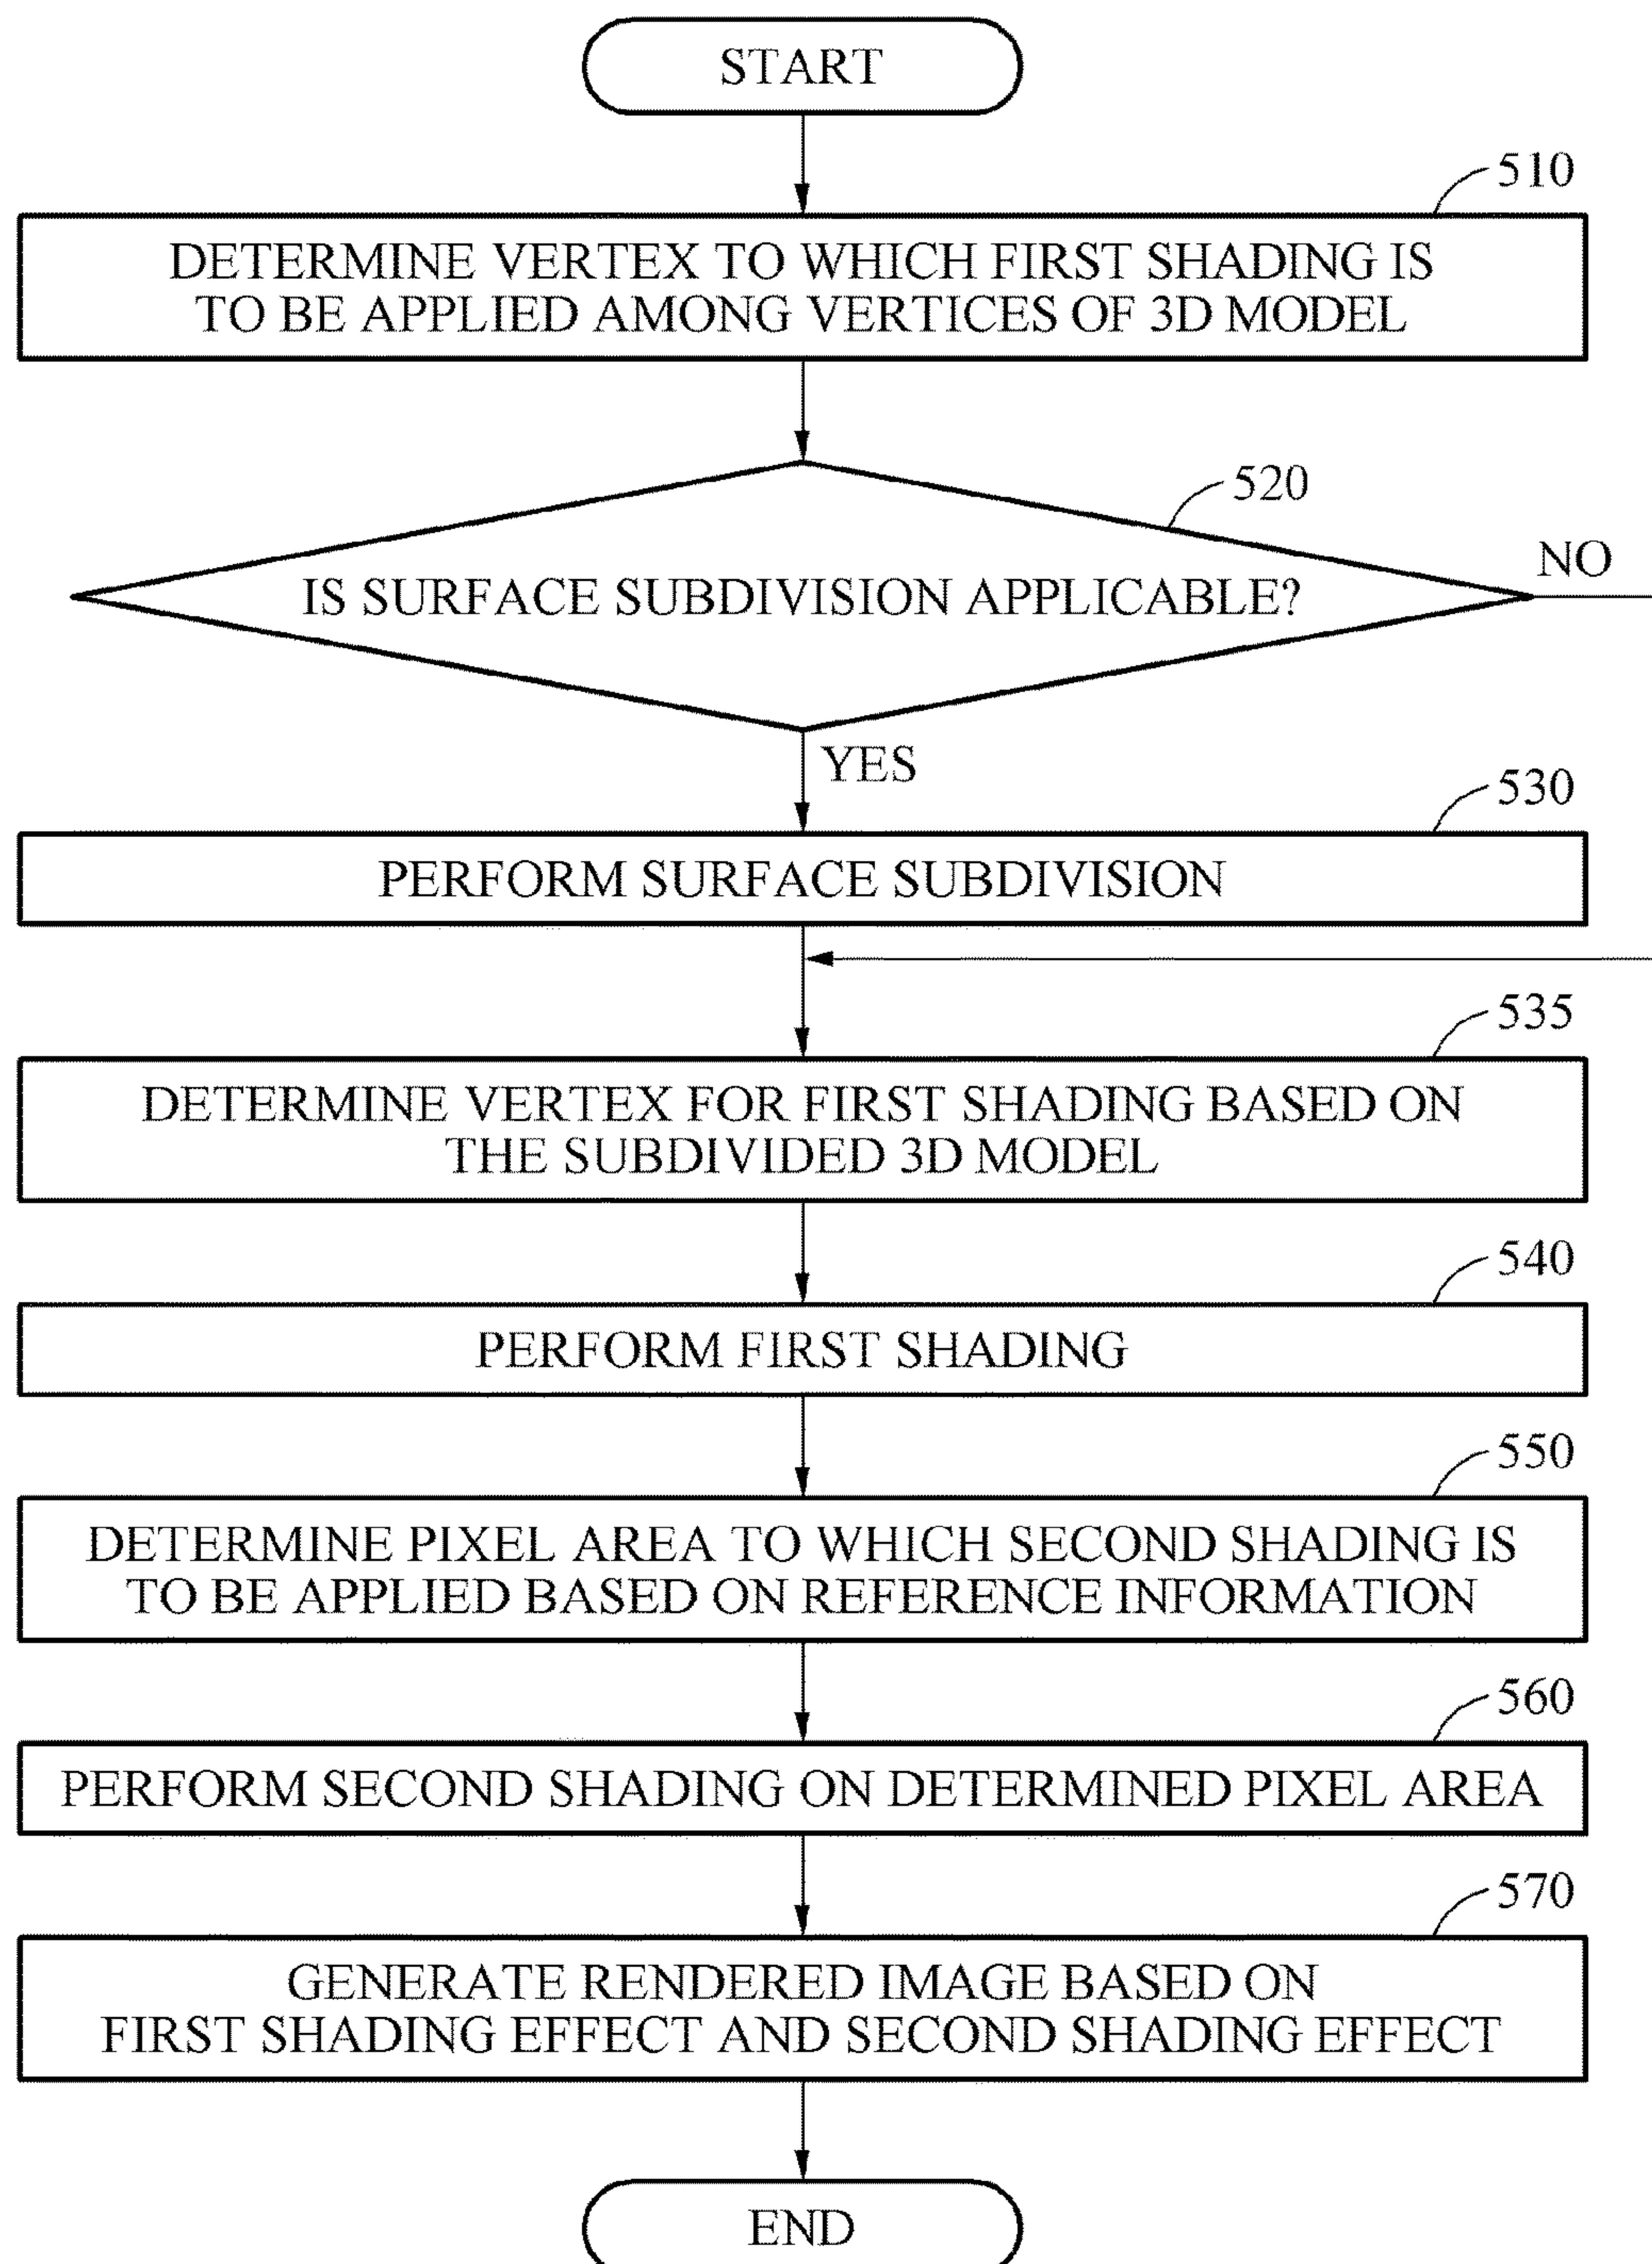 START
510
DETERMINE VERTEX TO WHICH FIRST SHADING IS
TO BE APPLIED AMONG VERTICES OF 3D MODEL
520
NO
IS SURFACE SUBDIVISION APPLICABLE?
YES
530
PERFORM SURFACE SUBDIVISION
535
DETERMINE VERTEX FOR FIRST SHADING BASED ON
THE SUBDIVIDED 3D MODEL
540
PERFORM FIRST SHADING
550
DETERMINE PIXEL AREA TO WHICH SECOND SHADING IS
TO BE APPLIED BASED ON REFERENCE INFORMATION
560
PERFORM SECOND SHADING ON DETERMINED PIXEL AREA
570
GENERATE RENDERED IMAGE BASED ON
FIRST SHADING EFFECT AND SECOND SHADING EFFECT
END